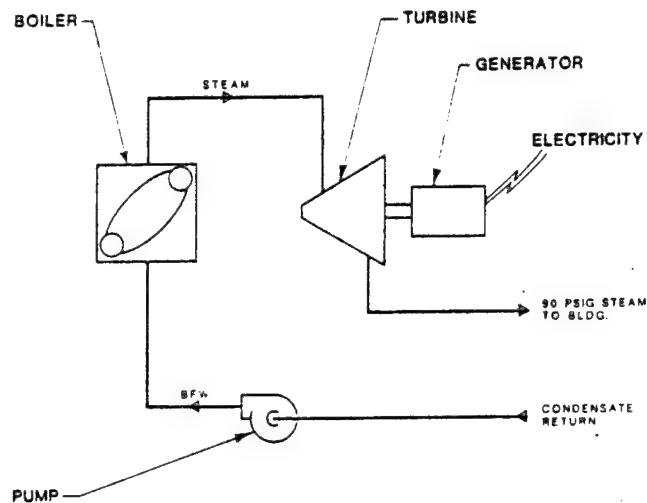 BOILER
TURBINE
STEAM
GENERATOR
ELECTRICITY
90 PSIG STEAM
TO BLDG.
BFW
CONDENSATE
RETURN
PUMP